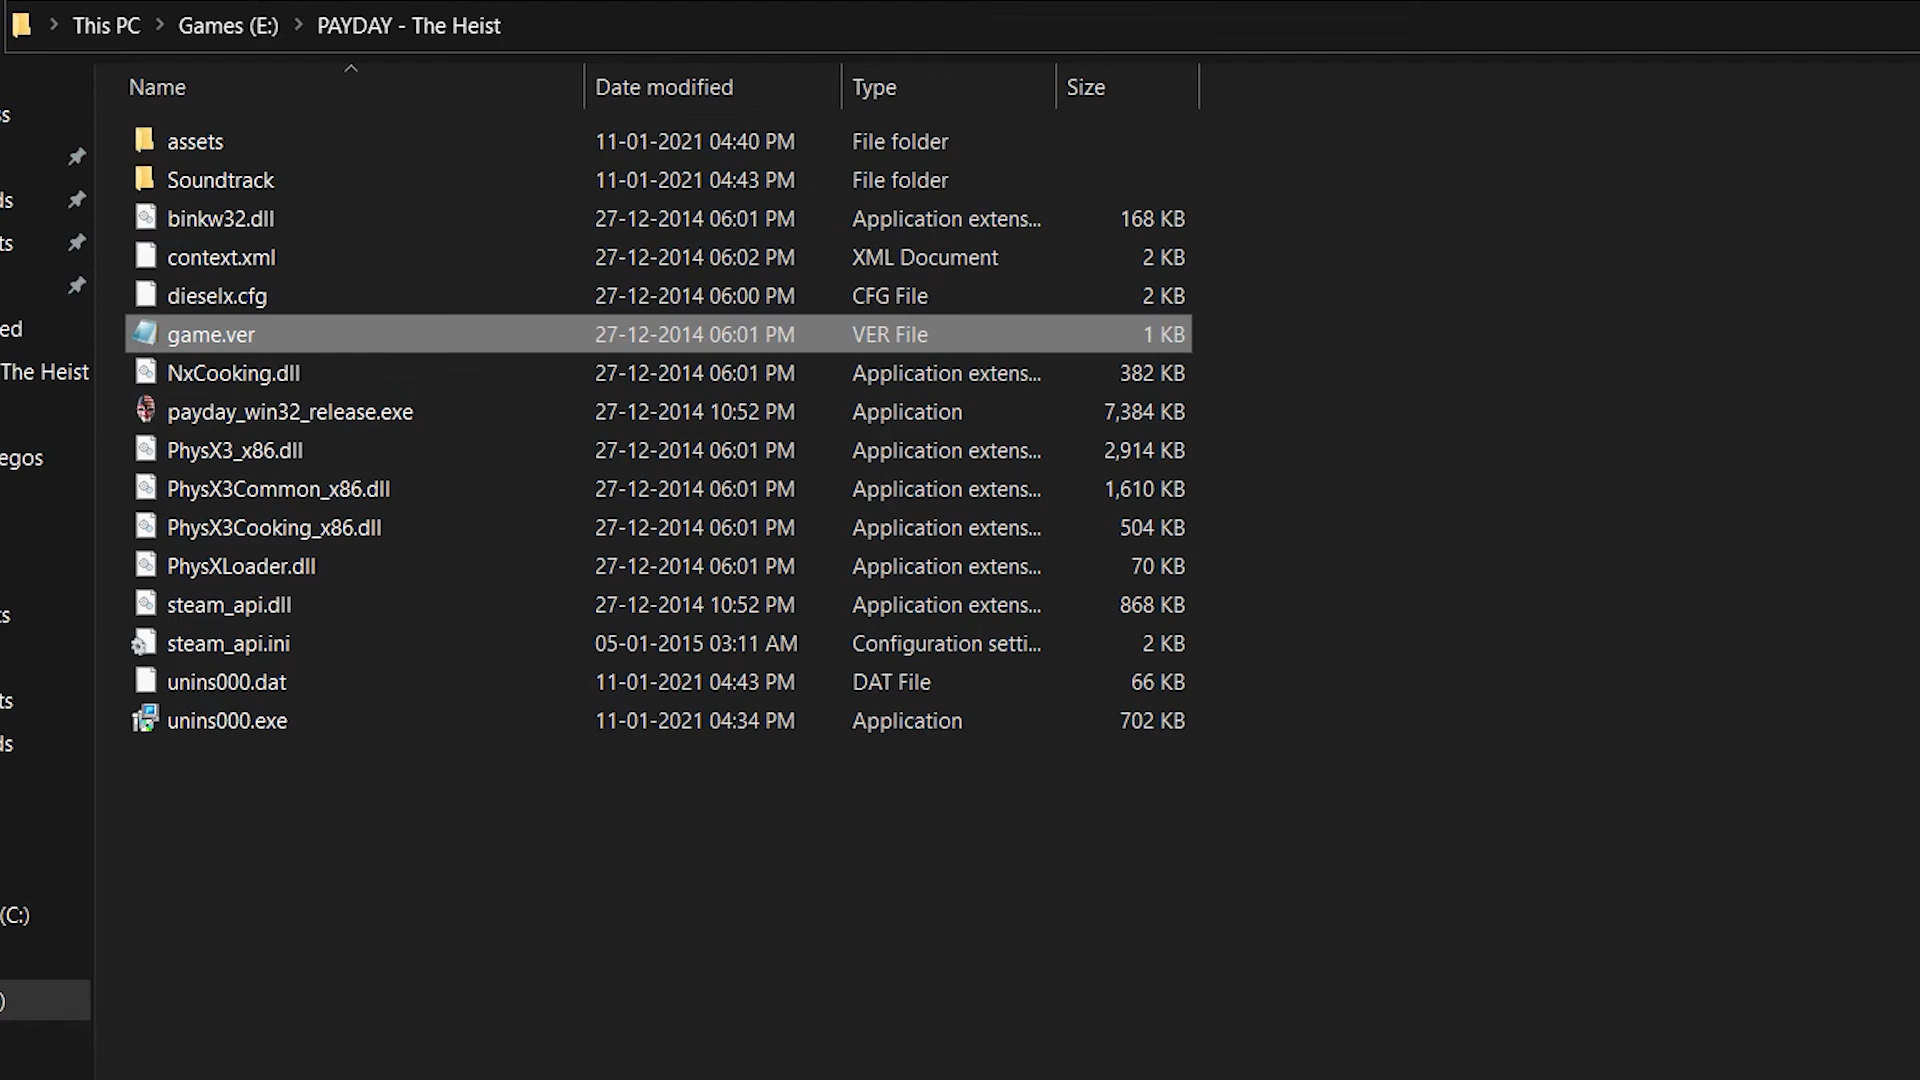 This PC > Games (E:) > PAYDAY - The Heist
Name Date modified Type Size
assets 11-01-2021 04:40 PM File folder
Soundtrack 11-01-2021 04:43 PM File folder
binkw32.dll 27-12-2014 06:01 PM Application extens... 168 KB
context.xml 27-12-2014 06:02 PM XML Document 2 KB
dieselx.cfg 27-12-2014 06:00 PM CFG File 2 KB
game.ver 27-12-2014 06:01 PM VER File 1 KB
NxCooking.dll 27-12-2014 06:01 PM Application extens... 382 KB
payday_win32_release.exe 27-12-2014 10:52 PM Application 7,384 KB
PhysX3_x86.dll 27-12-2014 06:01 PM Application extens... 2,914 KB
PhysX3Common_x86.dll 27-12-2014 06:01 PM Application extens... 1,610 KB
PhysX3Cooking_x86.dll 27-12-2014 06:01 PM Application extens... 504 KB
PhysXLoader.dll 27-12-2014 06:01 PM Application extens... 70 KB
steam_api.dll 27-12-2014 10:52 PM Application extens... 868 KB
steam_api.ini 05-01-2015 03:11 AM Configuration setti... 2 KB
unins000.dat 11-01-2021 04:43 PM DAT File 66 KB
unins000.exe 11-01-2021 04:34 PM Application 702 KB
s
ds
ts
ed
The Heist
egos
ts
ts
ds
(C:)
)